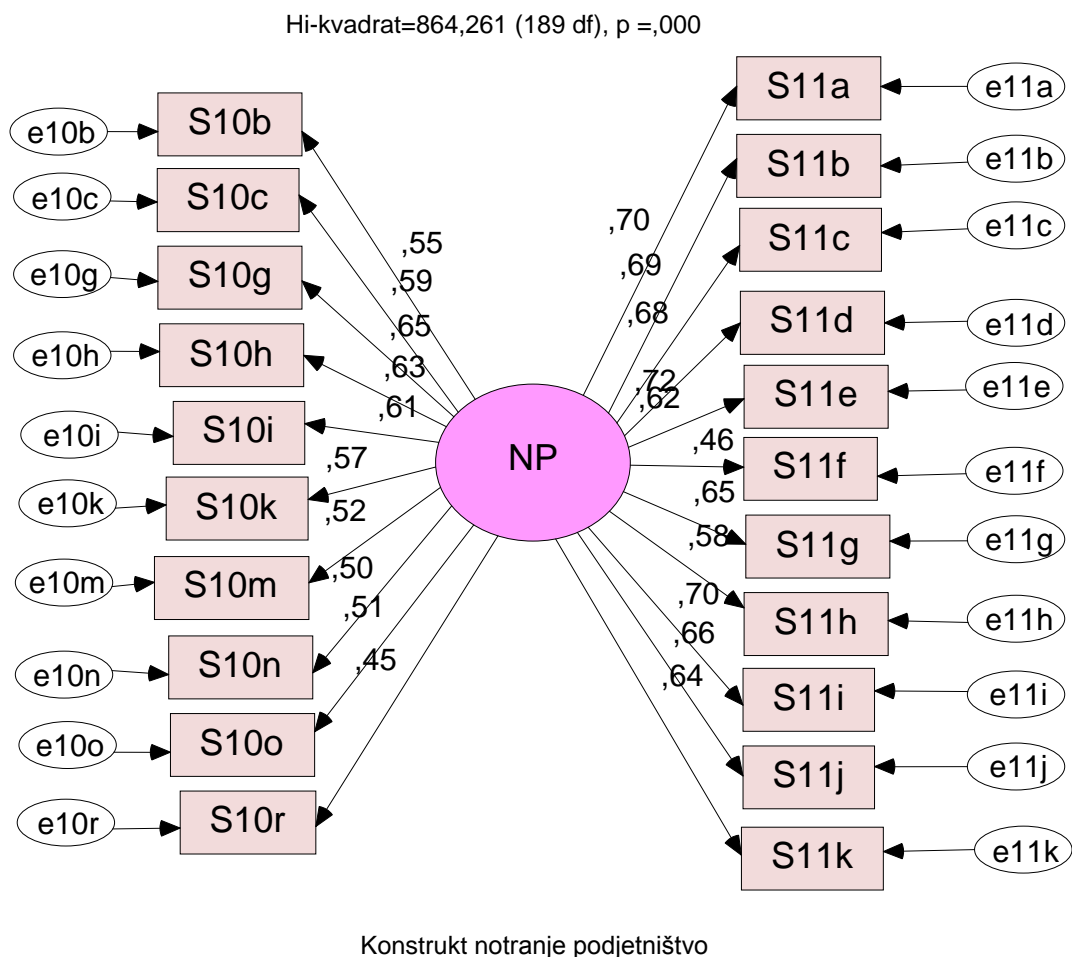 Hi-kvadrat=864,261 (189 df), p =,000
e10b
S10b
,55
e10c
S10c
,59
e10g
S10g
,65
e10h
S10h
,63
e10i
S10i
,61
e10k
S10k
,57
e10m
S10m
,52
e10n
S10n
,50
e10o
S10o
,51
e10r
S10r
,45
NP
,70
S11a
e11a
,69
S11b
e11b
,68
S11c
e11c
,72
S11d
e11d
,62
S11e
e11e
,46
S11f
e11f
,65
S11g
e11g
,58
S11h
e11h
,70
S11i
e11i
,66
S11j
e11j
,64
S11k
e11k
Konstrukt notranje podjetništvo